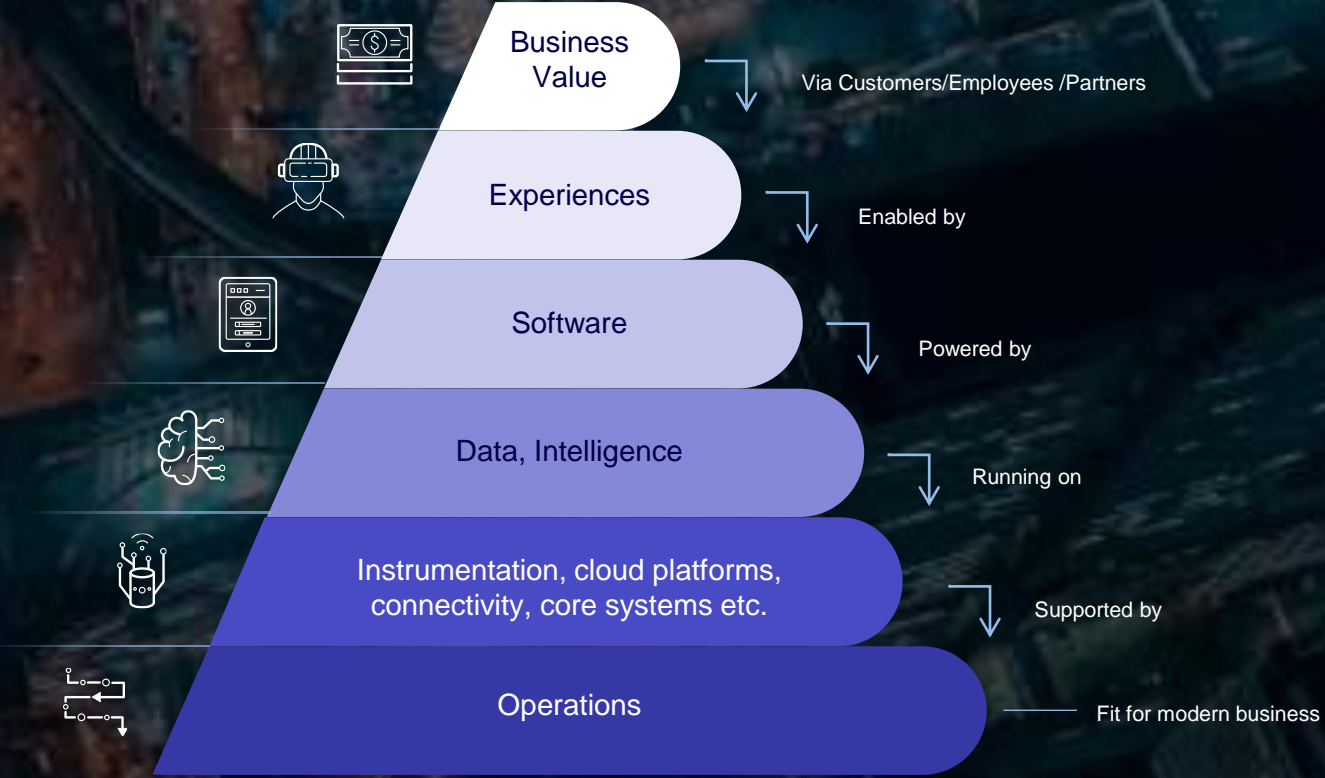 Business
Value
Via Customers/Employees /Partners
Experiences
Enabled by
Software
Powered by
Data, Intelligence
Running on
Instrumentation, cloud platforms,
connectivity, core systems etc.
Supported by
Operations
Fit for modern business